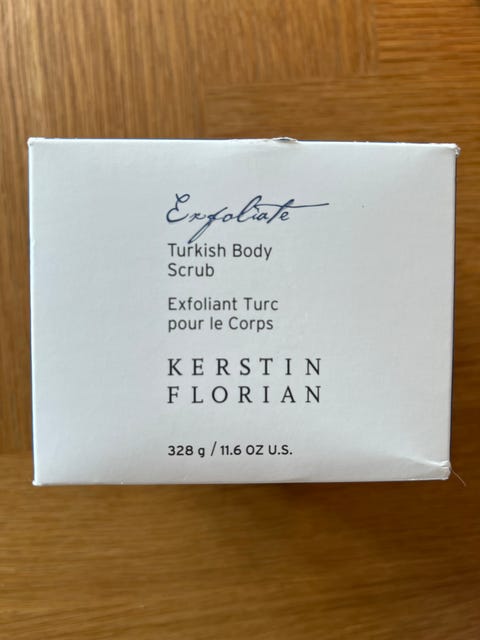 Exfoliate
Turkish Body
Scrub
Exfoliant Turc
pour le Corps
KERSTIN
FLORIAN
328 g / 11.6 OZ U.S.